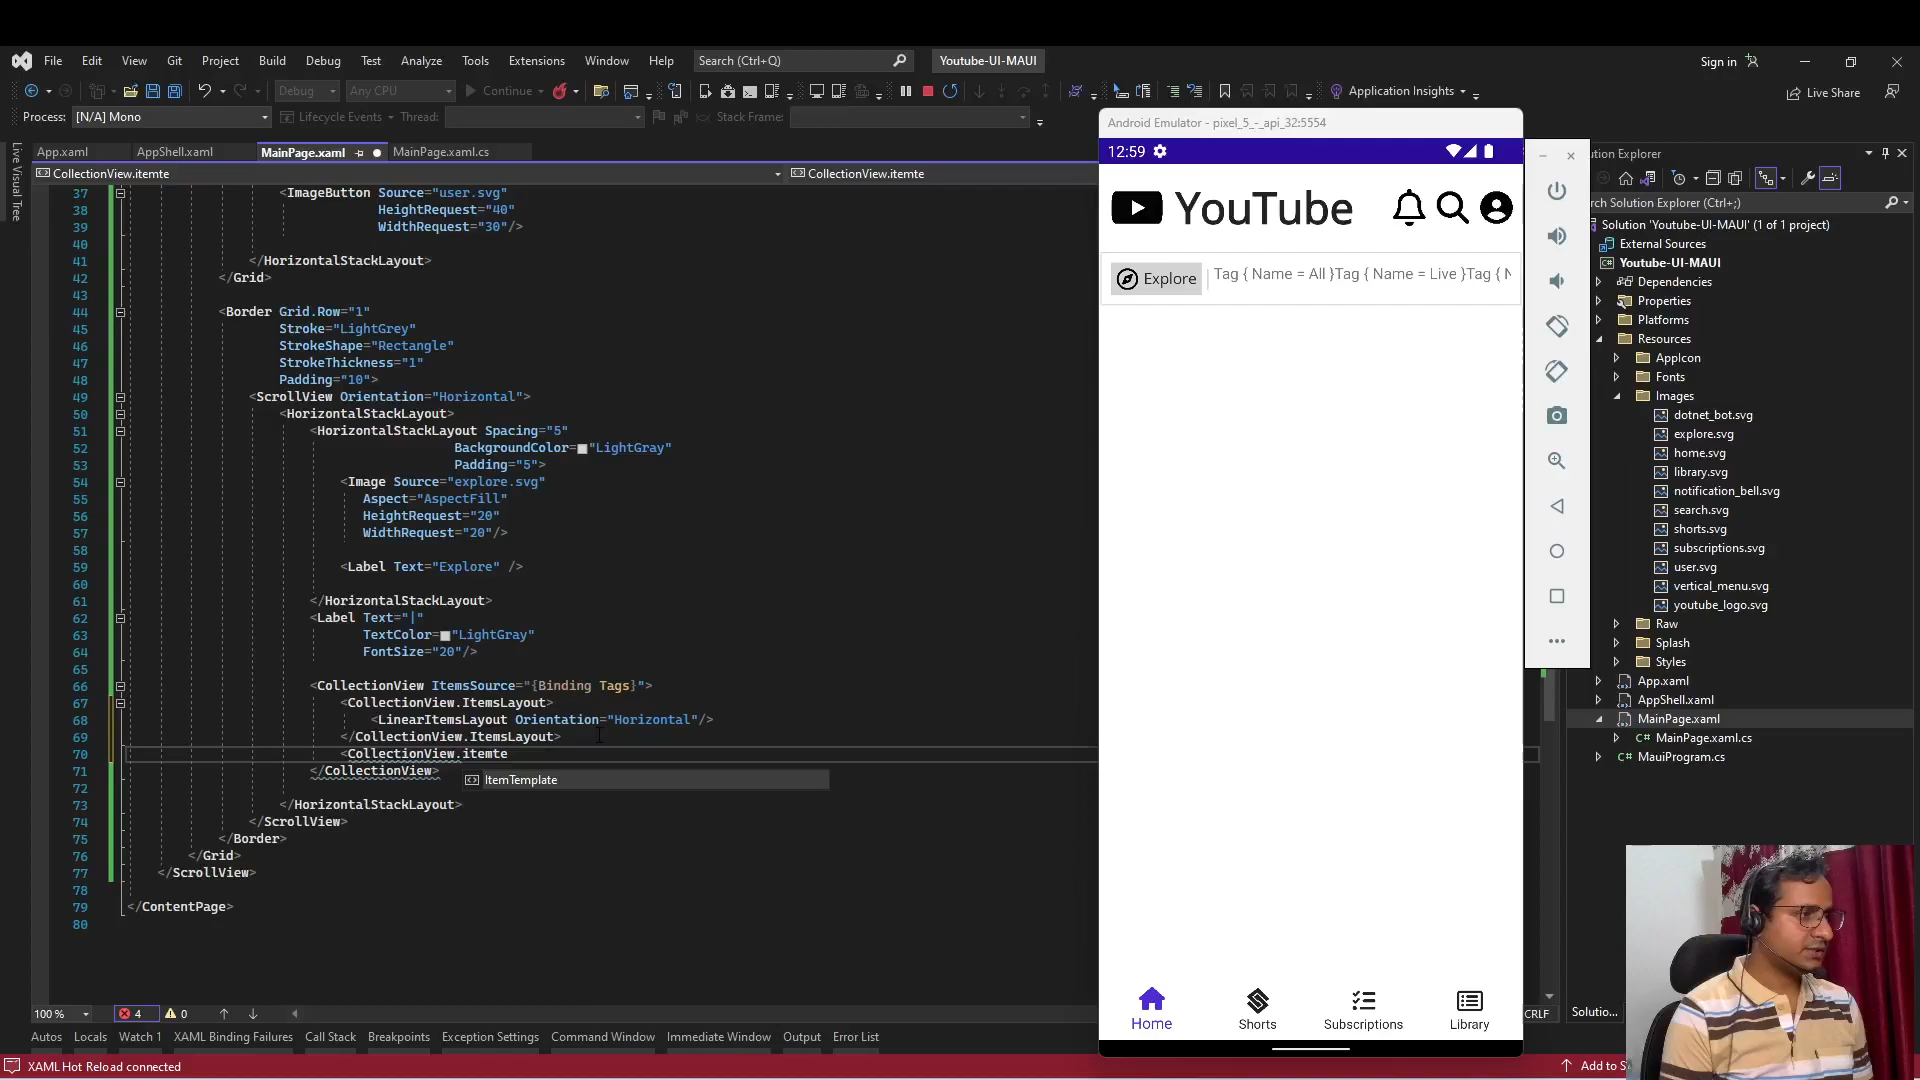 File Edit View Git Project Build Debug Test Analyze Tools Extensions Window Help Search (Ctrl+Q) Youtube-UI-MAUI Sign in
Debug Any CPU Continue Application Insights Live Share
Process: [N/A] Mono Lifecycle Events Thread: Stack Frame:
App.xaml AppShell.xaml MainPage.xaml MainPage.xaml.cs
CollectionView.itemte CollectionView.itemte
Live Visual Tree
37 <ImageButton Source="user.svg"
38 HeightRequest="40"
39 WidthRequest="30"/>
40
41 </HorizontalStackLayout>
42 </Grid>
43
44 <Border Grid.Row="1"
45 Stroke="LightGrey"
46 StrokeShape="Rectangle"
47 StrokeThickness="1"
48 Padding="10">
49 <ScrollView Orientation="Horizontal">
50 <HorizontalStackLayout>
51 <HorizontalStackLayout Spacing="5"
52 BackgroundColor="LightGray"
53 Padding="5">
54 <Image Source="explore.svg"
55 Aspect="AspectFill"
56 HeightRequest="20"
57 WidthRequest="20"/>
58
59 <Label Text="Explore" />
60
61 </HorizontalStackLayout>
62 <Label Text="|"
63 TextColor="LightGray"
64 FontSize="20"/>
65
66 <CollectionView ItemsSource="{Binding Tags}">
67 <CollectionView.ItemsLayout>
68 <LinearItemsLayout Orientation="Horizontal"/>
69 </CollectionView.ItemsLayout>
70 <CollectionView.itemte
71 </CollectionView>
ItemTemplate
72
73 </HorizontalStackLayout>
74 </ScrollView>
75 </Border>
76 </Grid>
77 </ScrollView>
78
79 </ContentPage>
80
100 % 4 0 CRLF
Autos Locals Watch 1 XAML Binding Failures Call Stack Breakpoints Exception Settings Command Window Immediate Window Output Error List
XAML Hot Reload connected Add to S
Android Emulator - pixel_5_-_api_32:5554
12:59
YouTube
Explore | Tag { Name = All }Tag { Name = Live }Tag { N
Home Shorts Subscriptions Library
ution Explorer
rch Solution Explorer (Ctrl+;)
Solution 'Youtube-UI-MAUI' (1 of 1 project)
External Sources
Youtube-UI-MAUI
Dependencies
Properties
Platforms
Resources
AppIcon
Fonts
Images
dotnet_bot.svg
explore.svg
home.svg
library.svg
notification_bell.svg
search.svg
shorts.svg
subscriptions.svg
user.svg
vertical_menu.svg
youtube_logo.svg
Raw
Splash
Styles
App.xaml
AppShell.xaml
MainPage.xaml
C# MainPage.xaml.cs
C# MauiProgram.cs
Solutio...